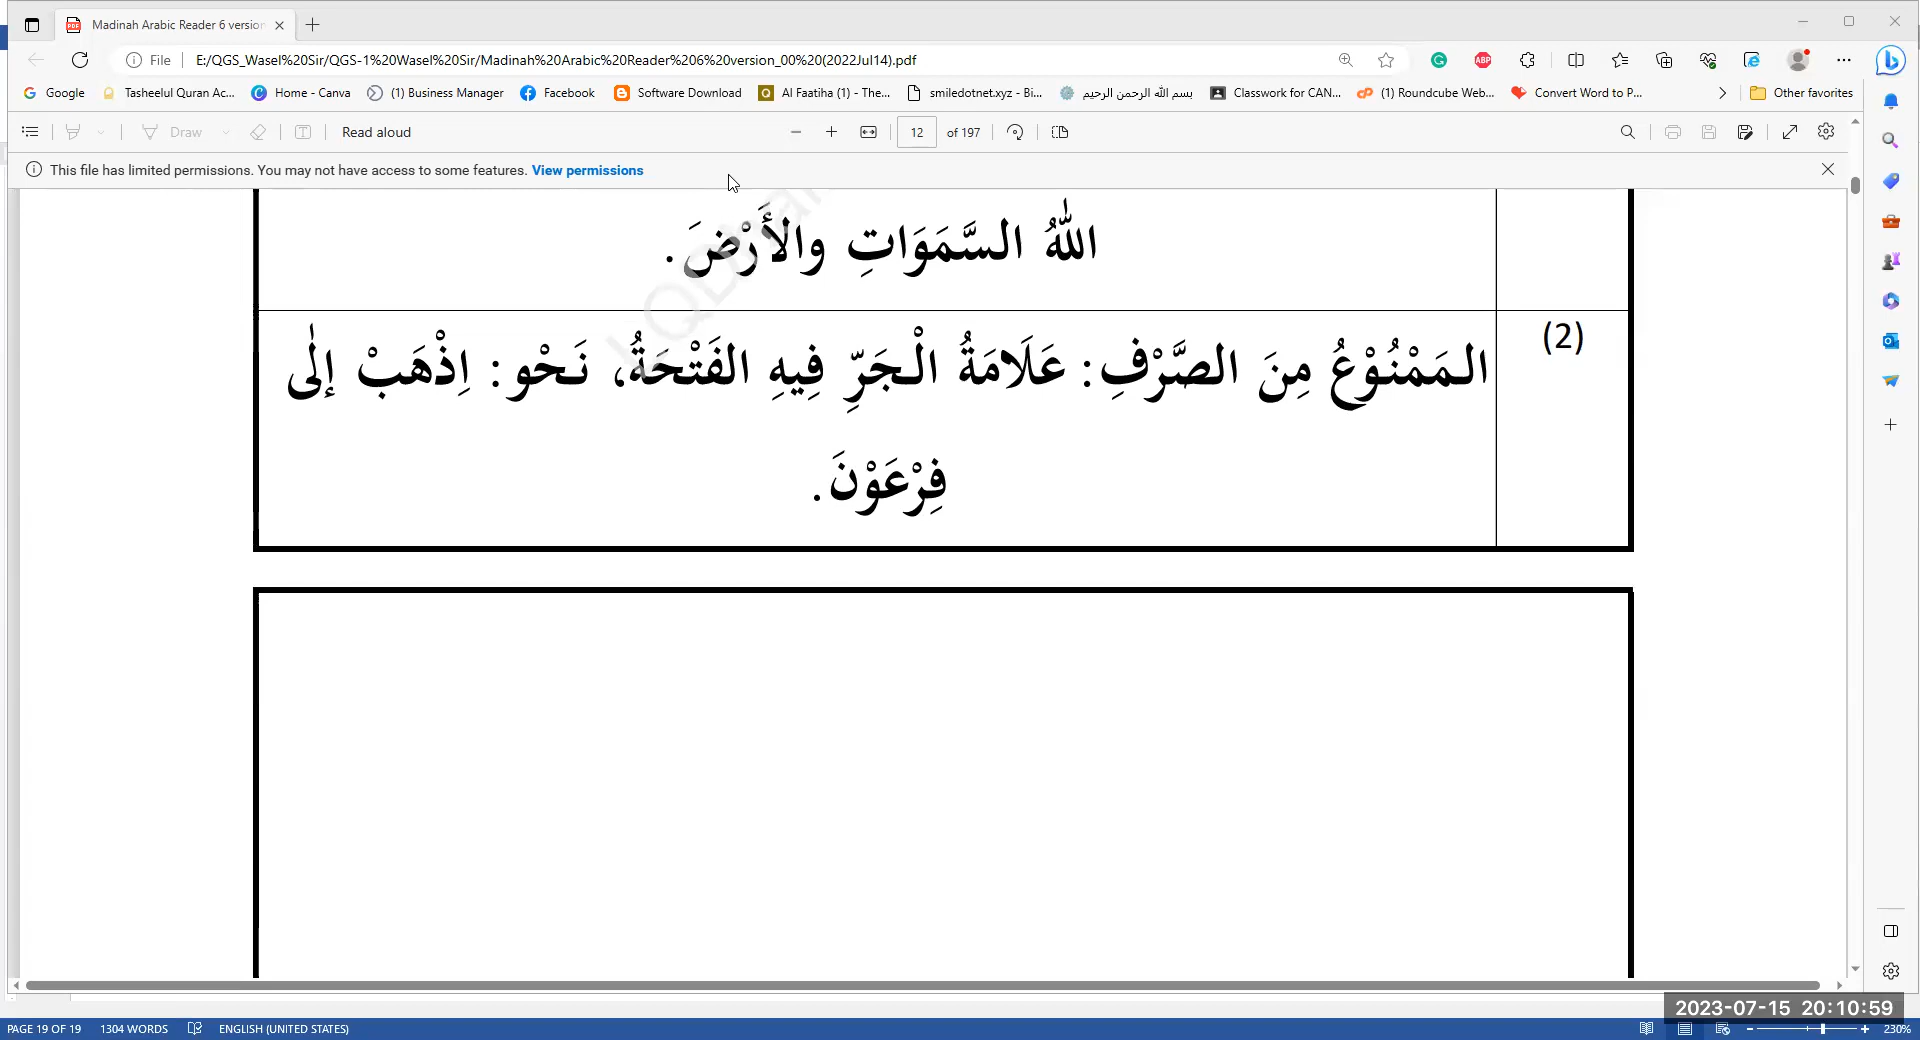 Madinah Arabic Reader 6 versio
File
E:/QGS_Wasel%20Sir/QGS-1%20Wasel%20Sir/Madinah%20Arabic%20Reader%206%20version_00%20(2022Jul14).pdf
Google
Tasheelul Quran Ac...
Home - Canva
(1) Business Manager
Facebook
Software Download
Al Faatiha (1) - The...
smiledotnet.xyz - Bi...
بسم الله الرحمن الرحيم
Classwork for CAN...
(1) Roundcube Web...
Convert Word to P...
Other favorites
Draw
Read aloud
12 of 197
This file has limited permissions. You may not have access to some features. View permissions
اللهُ السَّمَوَاتِ والأَرْضَ.
(2)
المَمْنُوْعُ مِنَ الصَّرْفِ: عَلَامَةُ الْجَرِّ فِيهِ الفَتْحَةُ، نَحْو: اِذْهَبْ إلٰى
فِرْعَوْنَ.
2023-07-15 20:10:59
PAGE 19 OF 19
1304 WORDS
ENGLISH (UNITED STATES)
230%